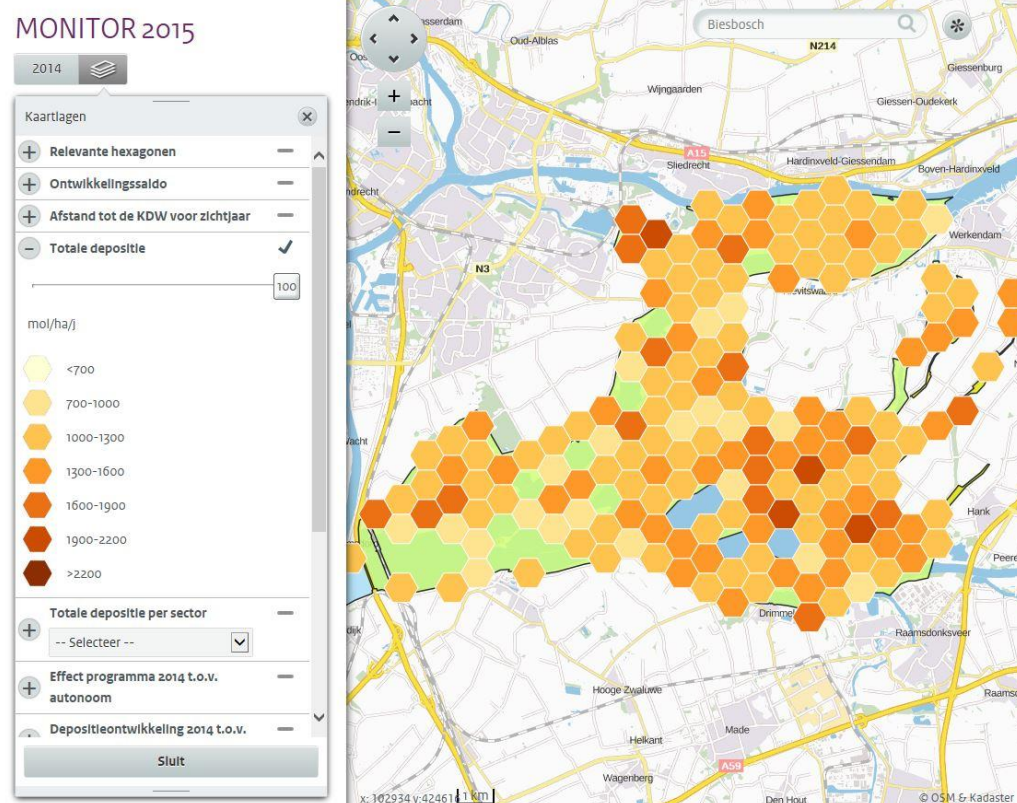 MONITOR 2015
2014
Kaartlagen
Relevante hexagonen
Ontwikkelingssaldo
Afstand tot de KDW voor zichtjaar
Totale depositie
100
mol/ha/j
<700
700-1000
1000-1300
1300-1600
1600-1900
1900-2200
>2200
Totale depositie per sector
-- Selecteer --
Effect programma 2014 t.o.v.
autonoom
Depositieontwikkeling 2014 t.o.v.
Sluit
Biesbosch
sserdam
Oud-Alblas
N214
Giessenburg
Wijngaarden
Giessen-Oudekerk
A15
Sliedrecht
Hardinxveld-Giessendam
Boven-Hardinxveld
Werkendam
N3
Hank
Peere
Drimmel
Raamsdonksveer
Hooge Zwaluwe
Raams
Made
Helkant
A59
Wagenberg
Den Hout
1 km
© OSM & Kadaster